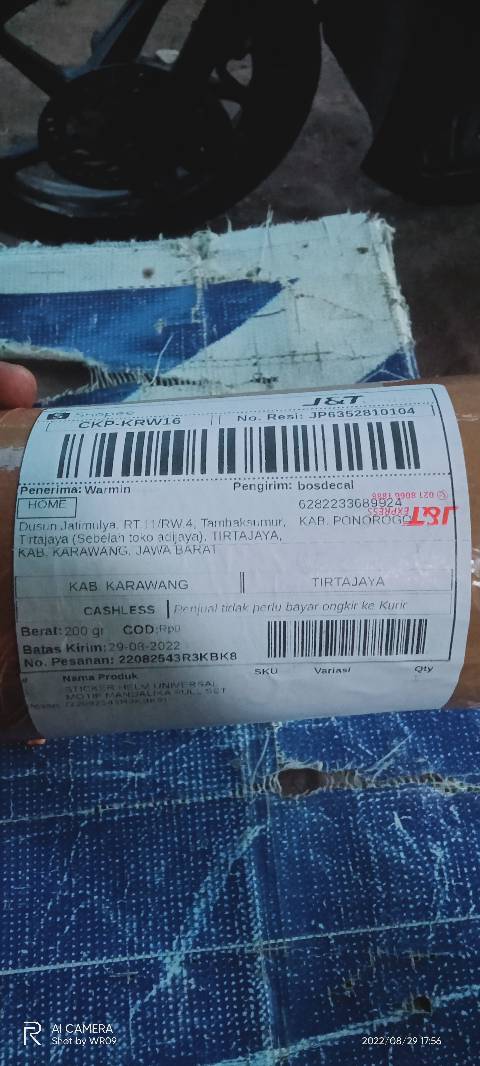 Shopee
J&T
CKP-KRW16
No. Resi: JP6352810104
Penerima: Warmin
Pengirim: bosdecal
HOME
6282233689924
021 8066 1888
J&T EXPRESS
Dusun Jatimulya, RT.11/RW.4, Tambaksumur,
KAB. PONOROGO
Tirtajaya (Sebelah toko adijaya), TIRTAJAYA,
KAB. KARAWANG, JAWA BARAT
KAB. KARAWANG
TIRTAJAYA
CASHLESS
Penjual tidak perlu bayar ongkir ke Kurir
Berat: 200 gr COD:Rp0
Batas Kirim: 29-08-2022
No. Pesanan: 22082543R3KBK8
# Nama Produk SKU Variasi Qty
STICKER HELM UNIVERSAL
MOTIF MANDALIKA FULL SET
AI CAMERA
Shot by WR09
2022/08/29 17:56